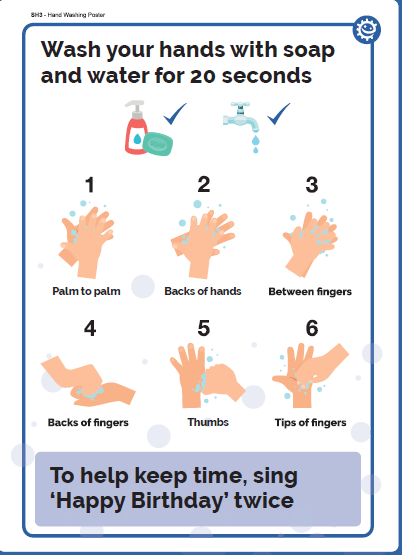 SH3 - Hand Washing Poster
Wash your hands with soap
and water for 20 seconds
1
2
3
Palm to palm
Backs of hands
Between fingers
4
5
6
Backs of fingers
Thumbs
Tips of fingers
To help keep time, sing
‘Happy Birthday’ twice